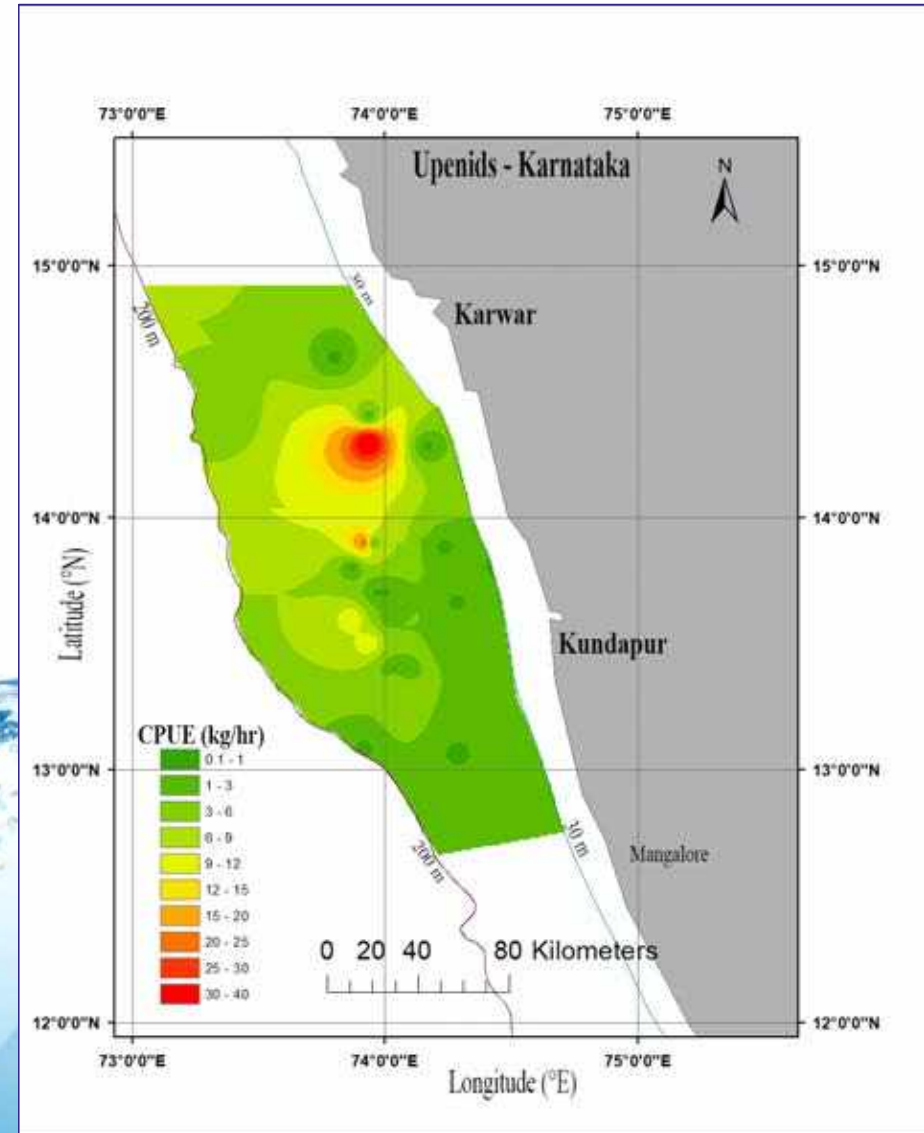 73°0'0"E 74°0'0"E 75°0'0"E
Upenids - Karnataka
N
15°0'0"N 15°0'0"N
30 m
200 m
Karwar
14°0'0"N 14°0'0"N
Latitude (°N)
Kundapur
CPUE (kg/hr)
0.1 - 1
1 - 3
3 - 6
6 - 9
9 - 12
12 - 15
15 - 20
20 - 25
25 - 30
30 - 40
13°0'0"N 13°0'0"N
30 m
200 m
Mangalore
0 20 40 80 Kilometers
12°0'0"N 12°0'0"N
73°0'0"E 74°0'0"E 75°0'0"E
Longitude (°E)